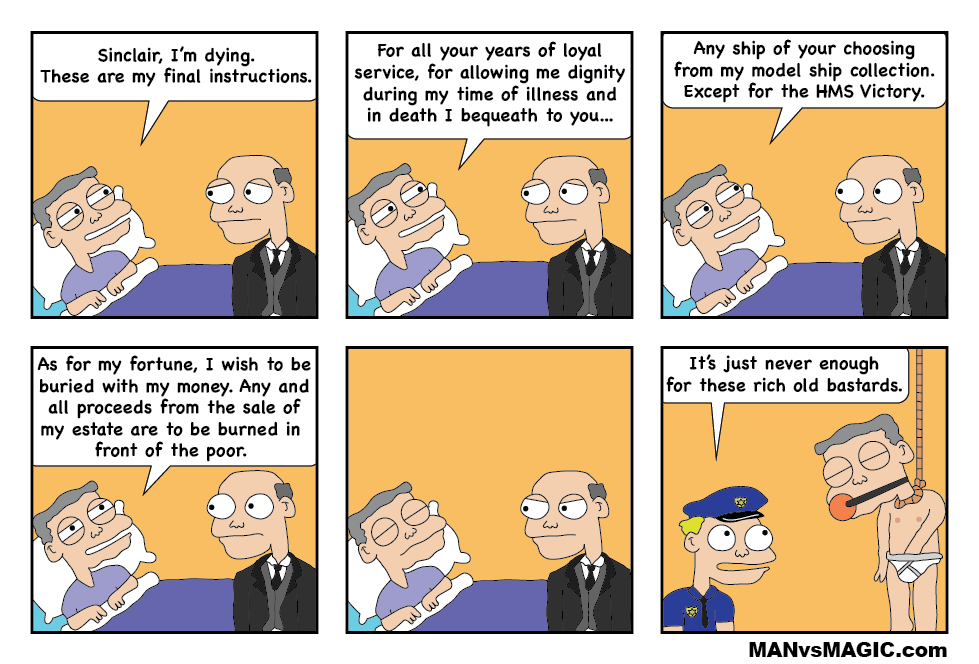 Sinclair, I'm dying.
These are my final instructions.
For all your years of loyal
service, for allowing me dignity
during my time of illness and
in death I bequeath to you...
Any ship of your choosing
from my model ship collection.
Except for the HMS Victory.
As for my fortune, I wish to be
buried with my money. Any and
all proceeds from the sale of
my estate are to be burned in
front of the poor.
It's just never enough
for these rich old bastards.
MANvsMAGIC.com